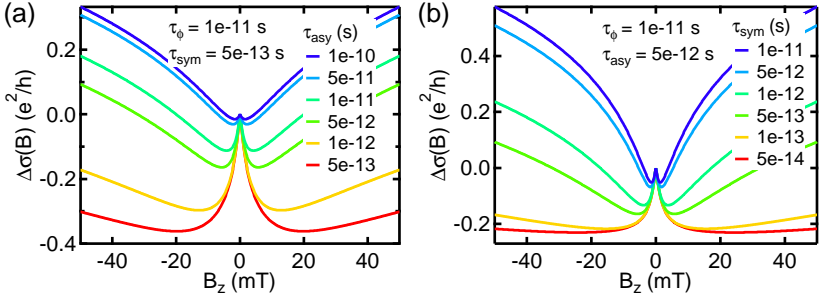 (a)
0.2
0.0
-0.2
-0.4
Δσ(B) (e²/h)
τϕ = 1e-11 s
τsym = 5e-13 s
τasy (s)
1e-10
5e-11
1e-11
5e-12
1e-12
5e-13
-40 -20 0 20 40
Bz (mT)
(b)
0.4
0.2
0.0
-0.2
Δσ(B) (e²/h)
τϕ = 1e-11 s
τasy = 5e-12 s
τsym (s)
1e-11
5e-12
1e-12
5e-13
1e-13
5e-14
-40 -20 0 20 40
Bz (mT)